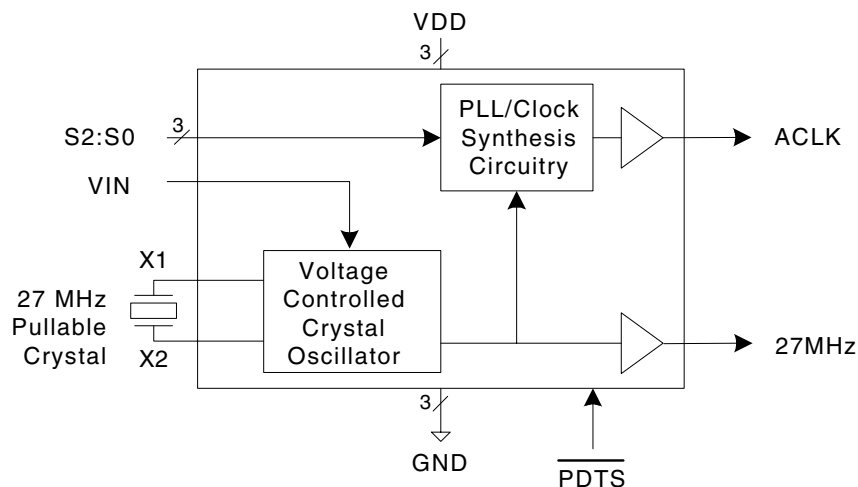 VDD
3
PLL/Clock
Synthesis
Circuitry
S2:S0
3
ACLK
VIN
X1
27 MHz
Pullable
Crystal
X2
Voltage
Controlled
Crystal
Oscillator
27MHz
3
GND
PDTS